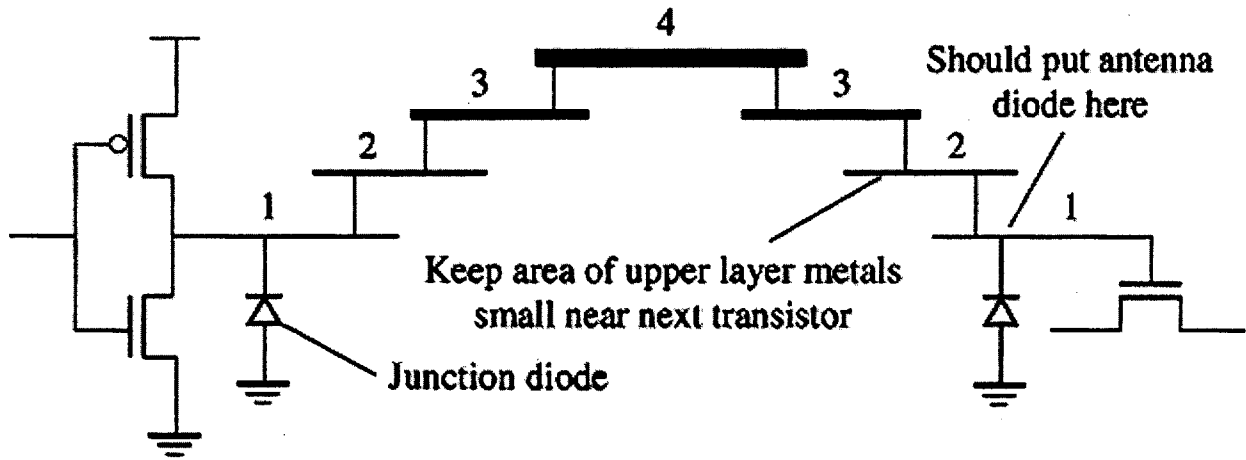 4
Should put antenna
diode here
3
3
2
2
1
1
Keep area of upper layer metals
small near next transistor
Junction diode